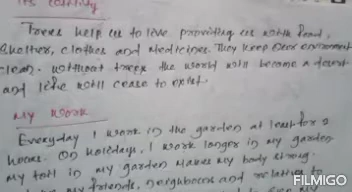 Its Utility
Trees help us to live providing us with food,
shelter, clothes and medicines. They keep our environment
clean. without trees the world will become a desert
and life will cease to exist.
My Work
Everyday I work in the garden at least for 2
hours. On holidays, I work longer in my garden.
My toil in my garden makes my body strong.
my friends, neighbours and relatives to
FILMIGO